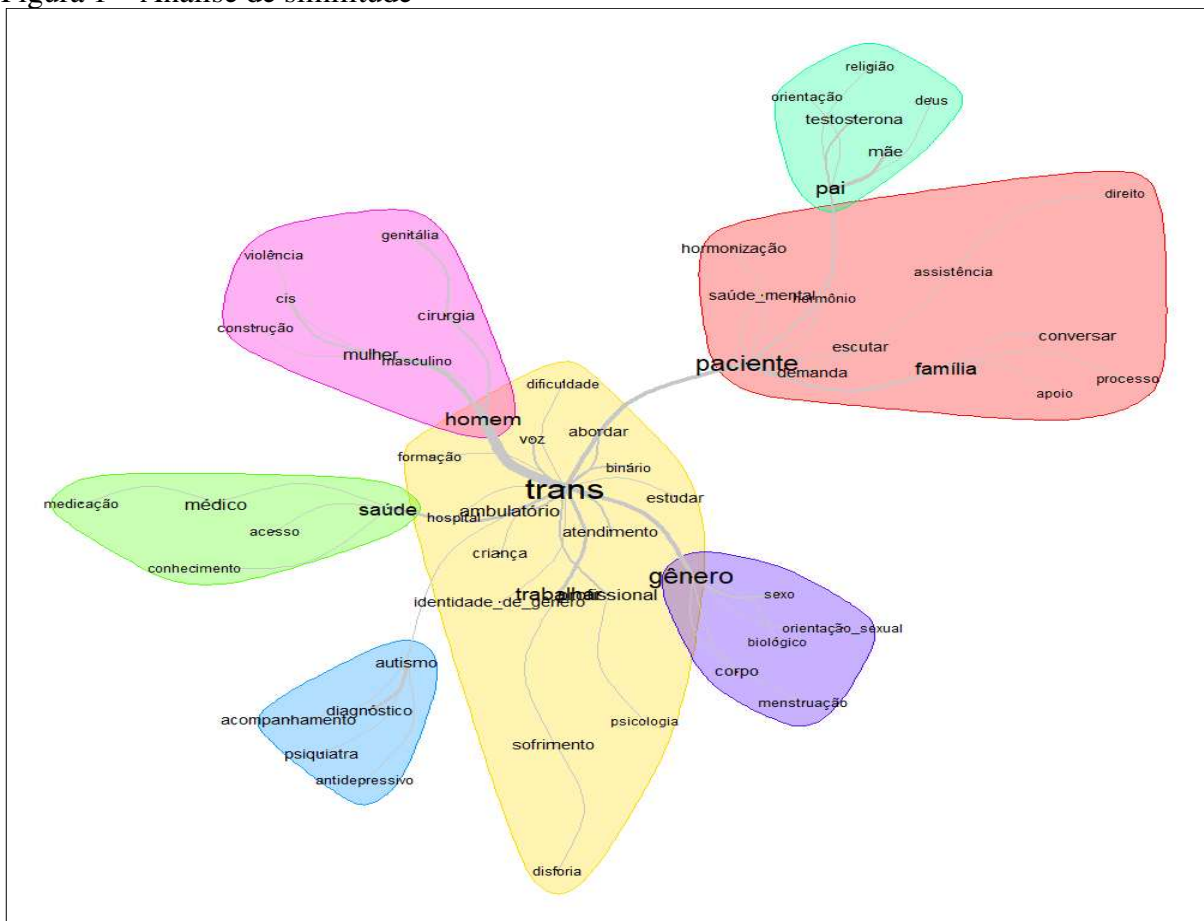 Figura 1 – Análise de similitude
religião
orientação
deus
testosterona
mãe
pai
direito
hormonização
assistência
saúde_mental
hormônio
conversar
escutar
paciente
demanda
família
processo
apoio
genitália
violência
cis
construção
cirurgia
mulher
masculino
homem
dificuldade
voz
abordar
formação
binário
trans
estudar
ambulatório
hospital
atendimento
criança
trabalhar
profissional
identidade_de_gênero
psicologia
sofrimento
disforia
medicação
médico
saúde
acesso
conhecimento
gênero
sexo
orientação_sexual
biológico
corpo
menstruação
autismo
diagnóstico
acompanhamento
psiquiatra
antidepressivo